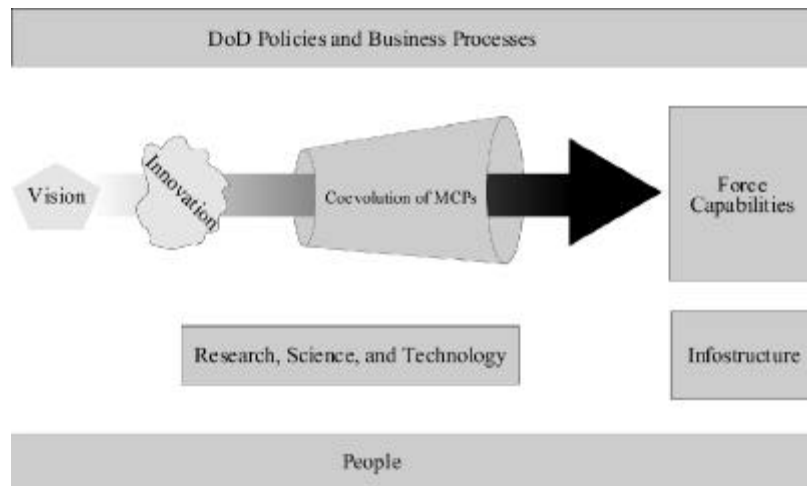 DoD Policies and Business Processes
Vision
Innovation
Coevolution of MCPs
Force
Capabilities
Research, Science, and Technology
Infostructure
People